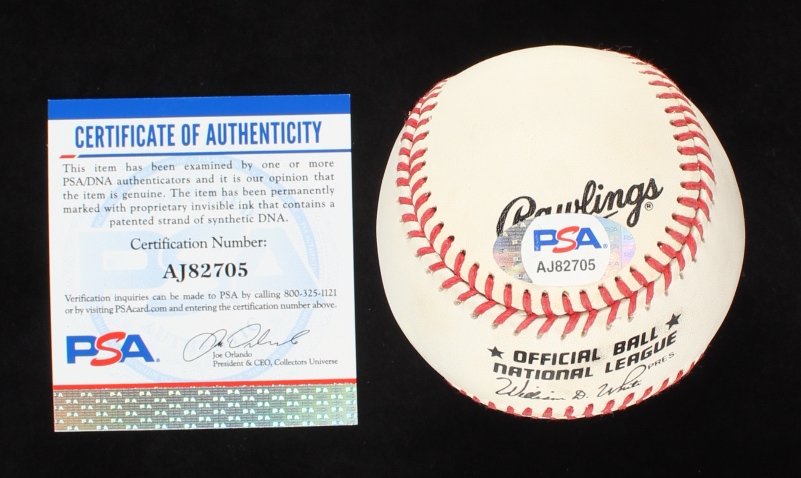 CERTIFICATE OF AUTHENTICITY
This item has been examined by one or more
PSA/DNA authenticators and it is our opinion that
the item is genuine. The item has been permanently
marked with proprietary invisible ink that contains a
patented strand of synthetic DNA.
Certification Number:
AJ82705
Verification inquiries can be made to PSA by calling 800-325-1121
or by visiting PSAcard.com and entering the certification number above.
PSA.
Joe Orlando
President & CEO, Collectors Universe
Rawlings ®
PSA.
AJ82705
★ OFFICIAL BALL ★
NATIONAL LEAGUE
William D. White PRES